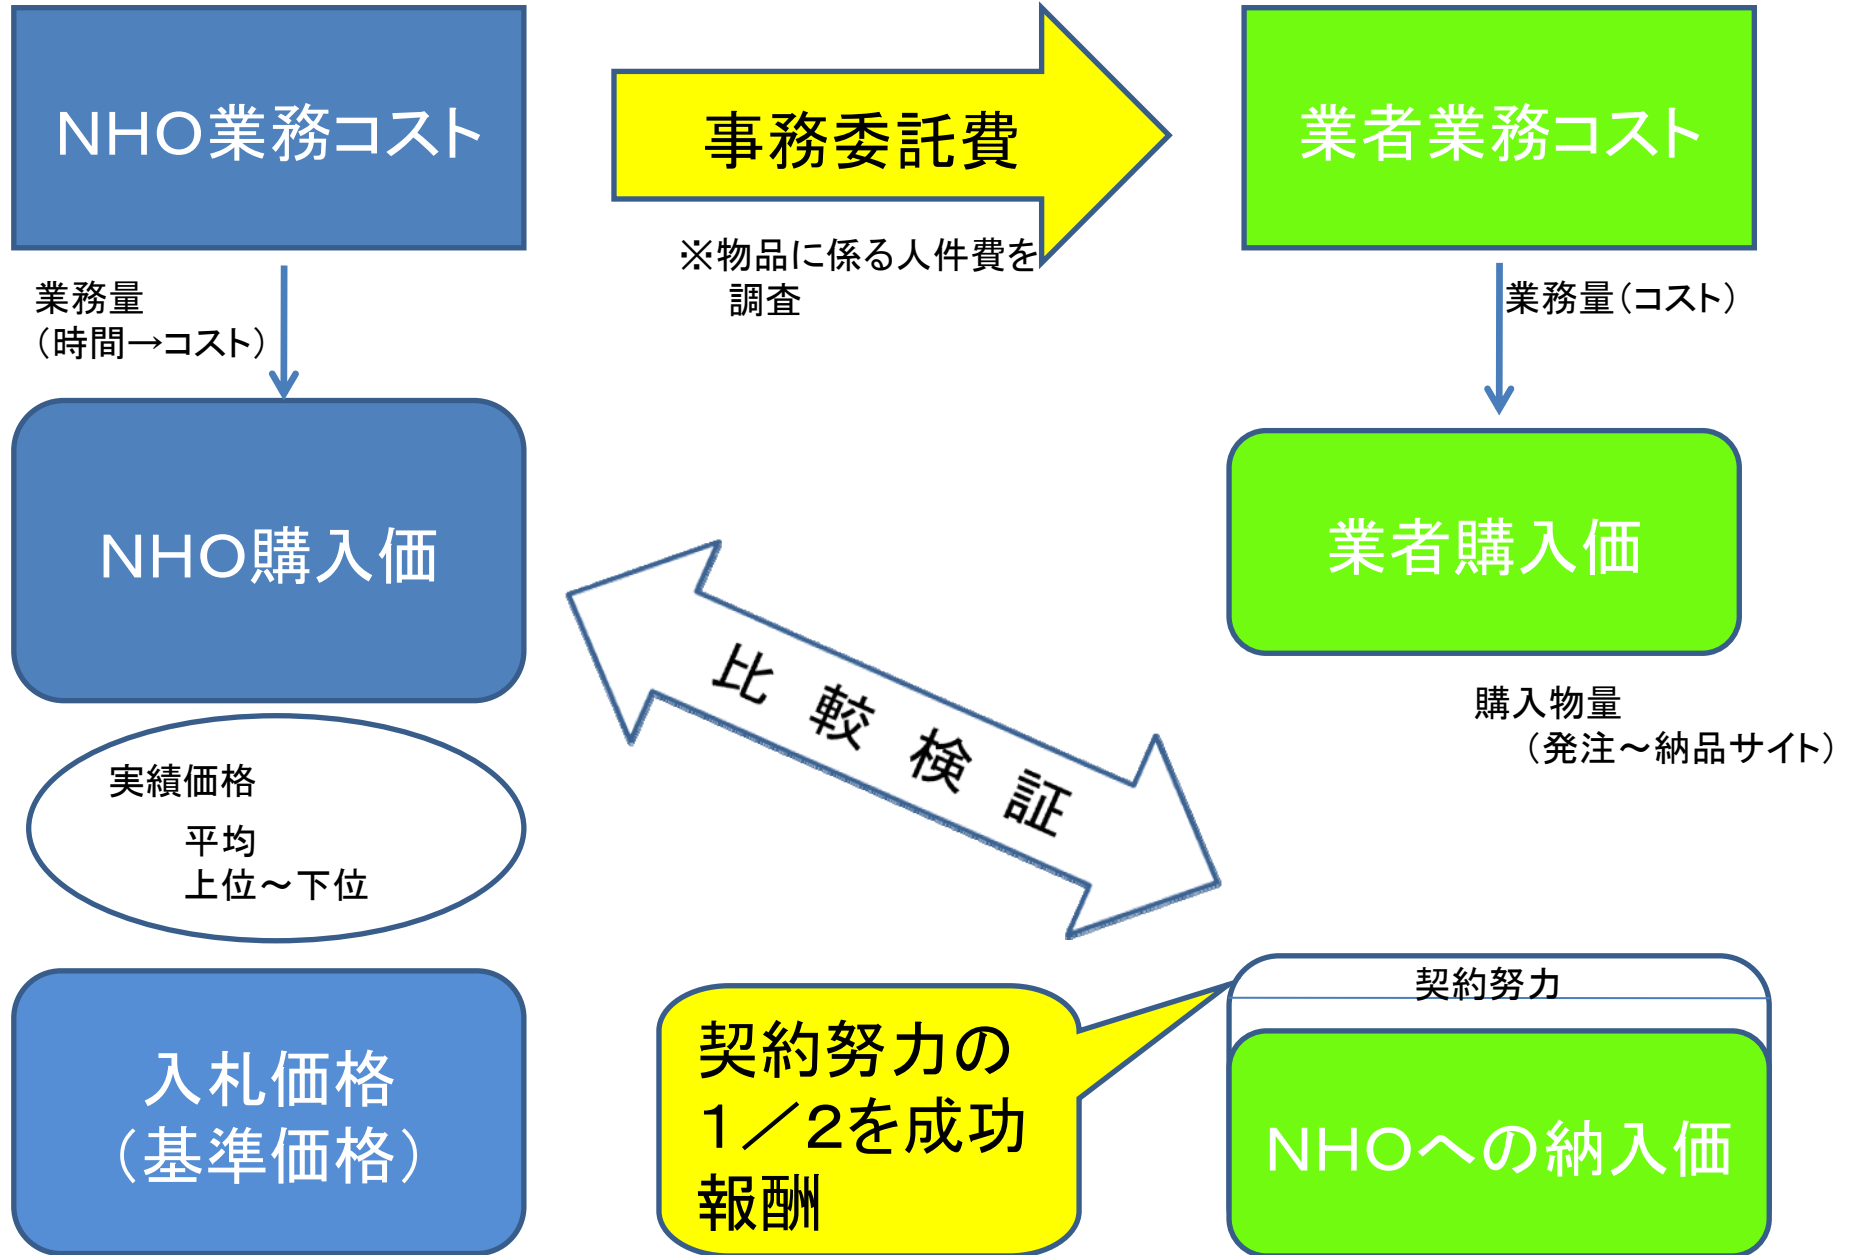 NHO業務コスト
事務委託費
業者業務コスト
※物品に係る人件費を
調査
業務量
（時間→コスト）
業務量（コスト）
NHO購入価
業者購入価
比較検証
購入物量
（発注～納品サイト）
実績価格
平均
上位～下位
入札価格
（基準価格）
契約努力の
1／2を成功
報酬
契約努力
NHOへの納入価